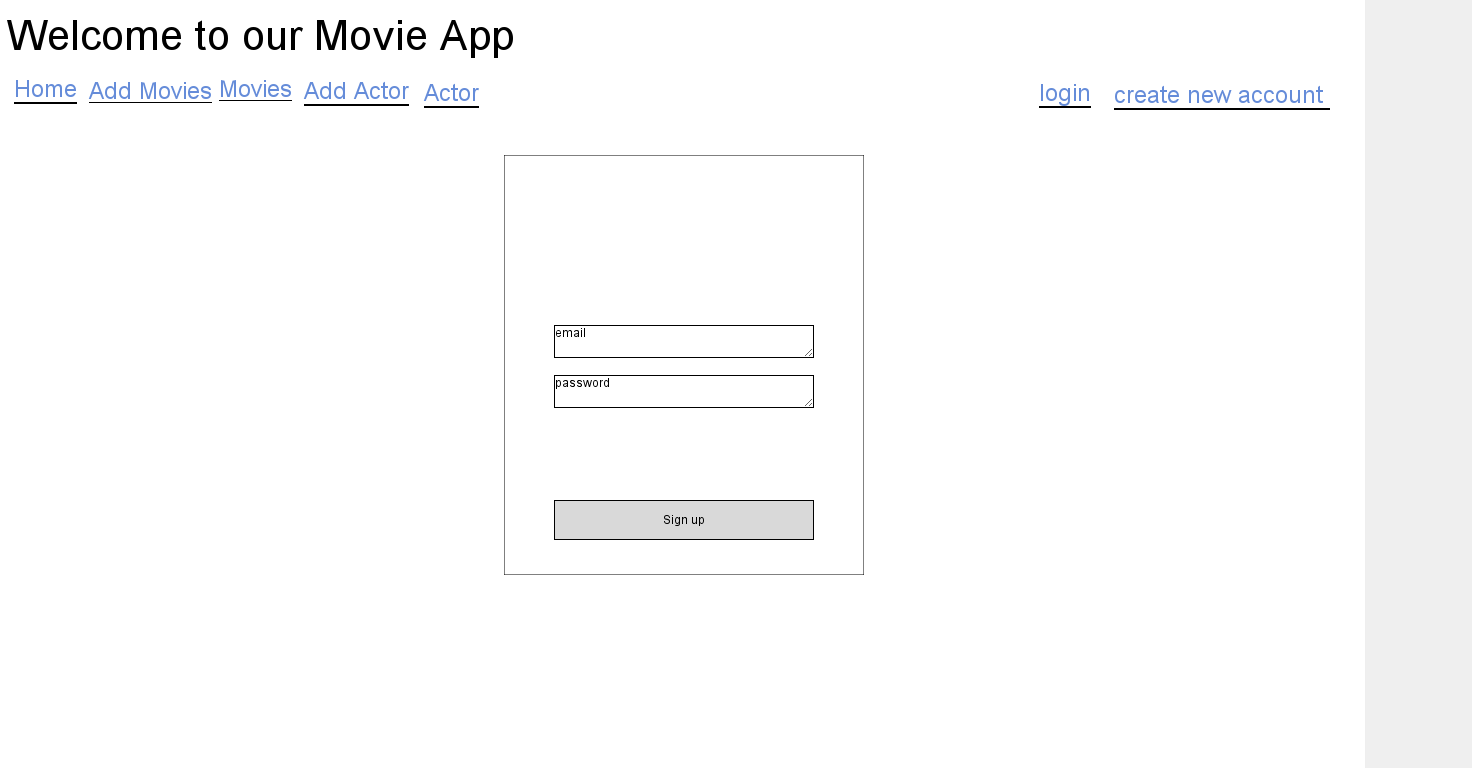 Welcome to our Movie App
Home Add Movies Movies Add Actor Actor login create new account
email
password
Sign up